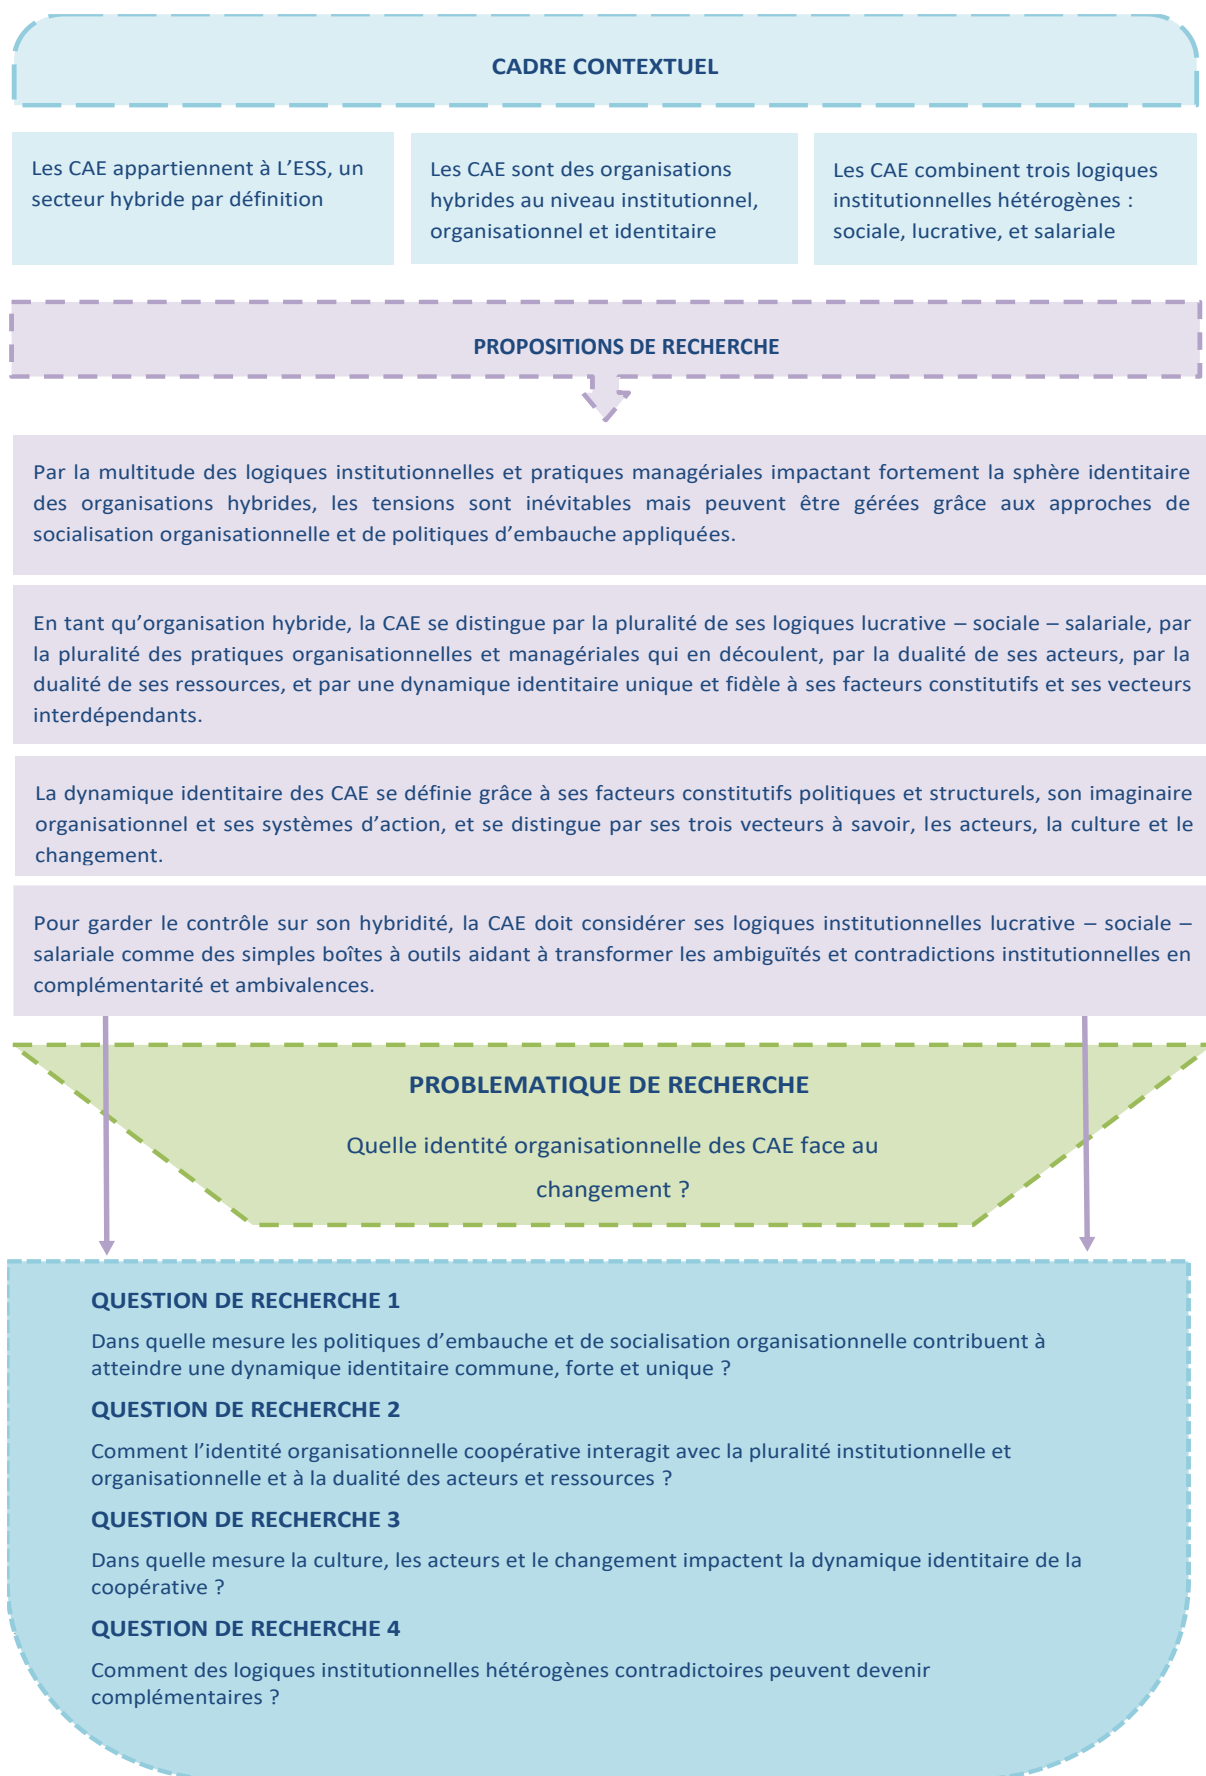 CADRE CONTEXTUEL
Les CAE appartiennent à L’ESS, un
secteur hybride par définition
Les CAE sont des organisations
hybrides au niveau institutionnel,
organisationnel et identitaire
Les CAE combinent trois logiques
institutionnelles hétérogènes :
sociale, lucrative, et salariale
PROPOSITIONS DE RECHERCHE
Par la multitude des logiques institutionnelles et pratiques managériales impactant fortement la sphère identitaire
des organisations hybrides, les tensions sont inévitables mais peuvent être gérées grâce aux approches de
socialisation organisationnelle et de politiques d’embauche appliquées.
En tant qu’organisation hybride, la CAE se distingue par la pluralité de ses logiques lucrative – sociale – salariale, par
la pluralité des pratiques organisationnelles et managériales qui en découlent, par la dualité de ses acteurs, par la
dualité de ses ressources, et par une dynamique identitaire unique et fidèle à ses facteurs constitutifs et ses vecteurs
interdépendants.
La dynamique identitaire des CAE se définie grâce à ses facteurs constitutifs politiques et structurels, son imaginaire
organisationnel et ses systèmes d’action, et se distingue par ses trois vecteurs à savoir, les acteurs, la culture et le
changement.
Pour garder le contrôle sur son hybridité, la CAE doit considérer ses logiques institutionnelles lucrative – sociale –
salariale comme des simples boîtes à outils aidant à transformer les ambiguïtés et contradictions institutionnelles en
complémentarité et ambivalences.
PROBLEMATIQUE DE RECHERCHE
Quelle identité organisationnelle des CAE face au
changement ?
QUESTION DE RECHERCHE 1
Dans quelle mesure les politiques d’embauche et de socialisation organisationnelle contribuent à
atteindre une dynamique identitaire commune, forte et unique ?
QUESTION DE RECHERCHE 2
Comment l’identité organisationnelle coopérative interagit avec la pluralité institutionnelle et
organisationnelle et à la dualité des acteurs et ressources ?
QUESTION DE RECHERCHE 3
Dans quelle mesure la culture, les acteurs et le changement impactent la dynamique identitaire de la
coopérative ?
QUESTION DE RECHERCHE 4
Comment des logiques institutionnelles hétérogènes contradictoires peuvent devenir
complémentaires ?